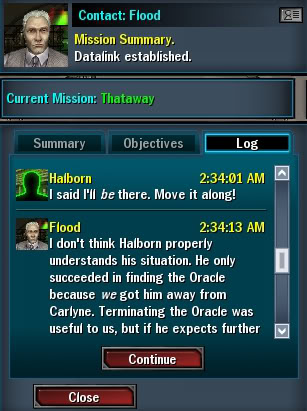 Contact: Flood
Mission Summary.
Datalink established.
Current Mission: Thataway
Summary
Objectives
Log
Halborn
2:34:01 AM
I said I'll be there. Move it along!
Flood
2:34:13 AM
I don't think Halborn properly
understands his situation. He only
succeeded in finding the Oracle
because we got him away from
Carlyne. Terminating the Oracle was
useful to us, but if he expects further
Continue
Close